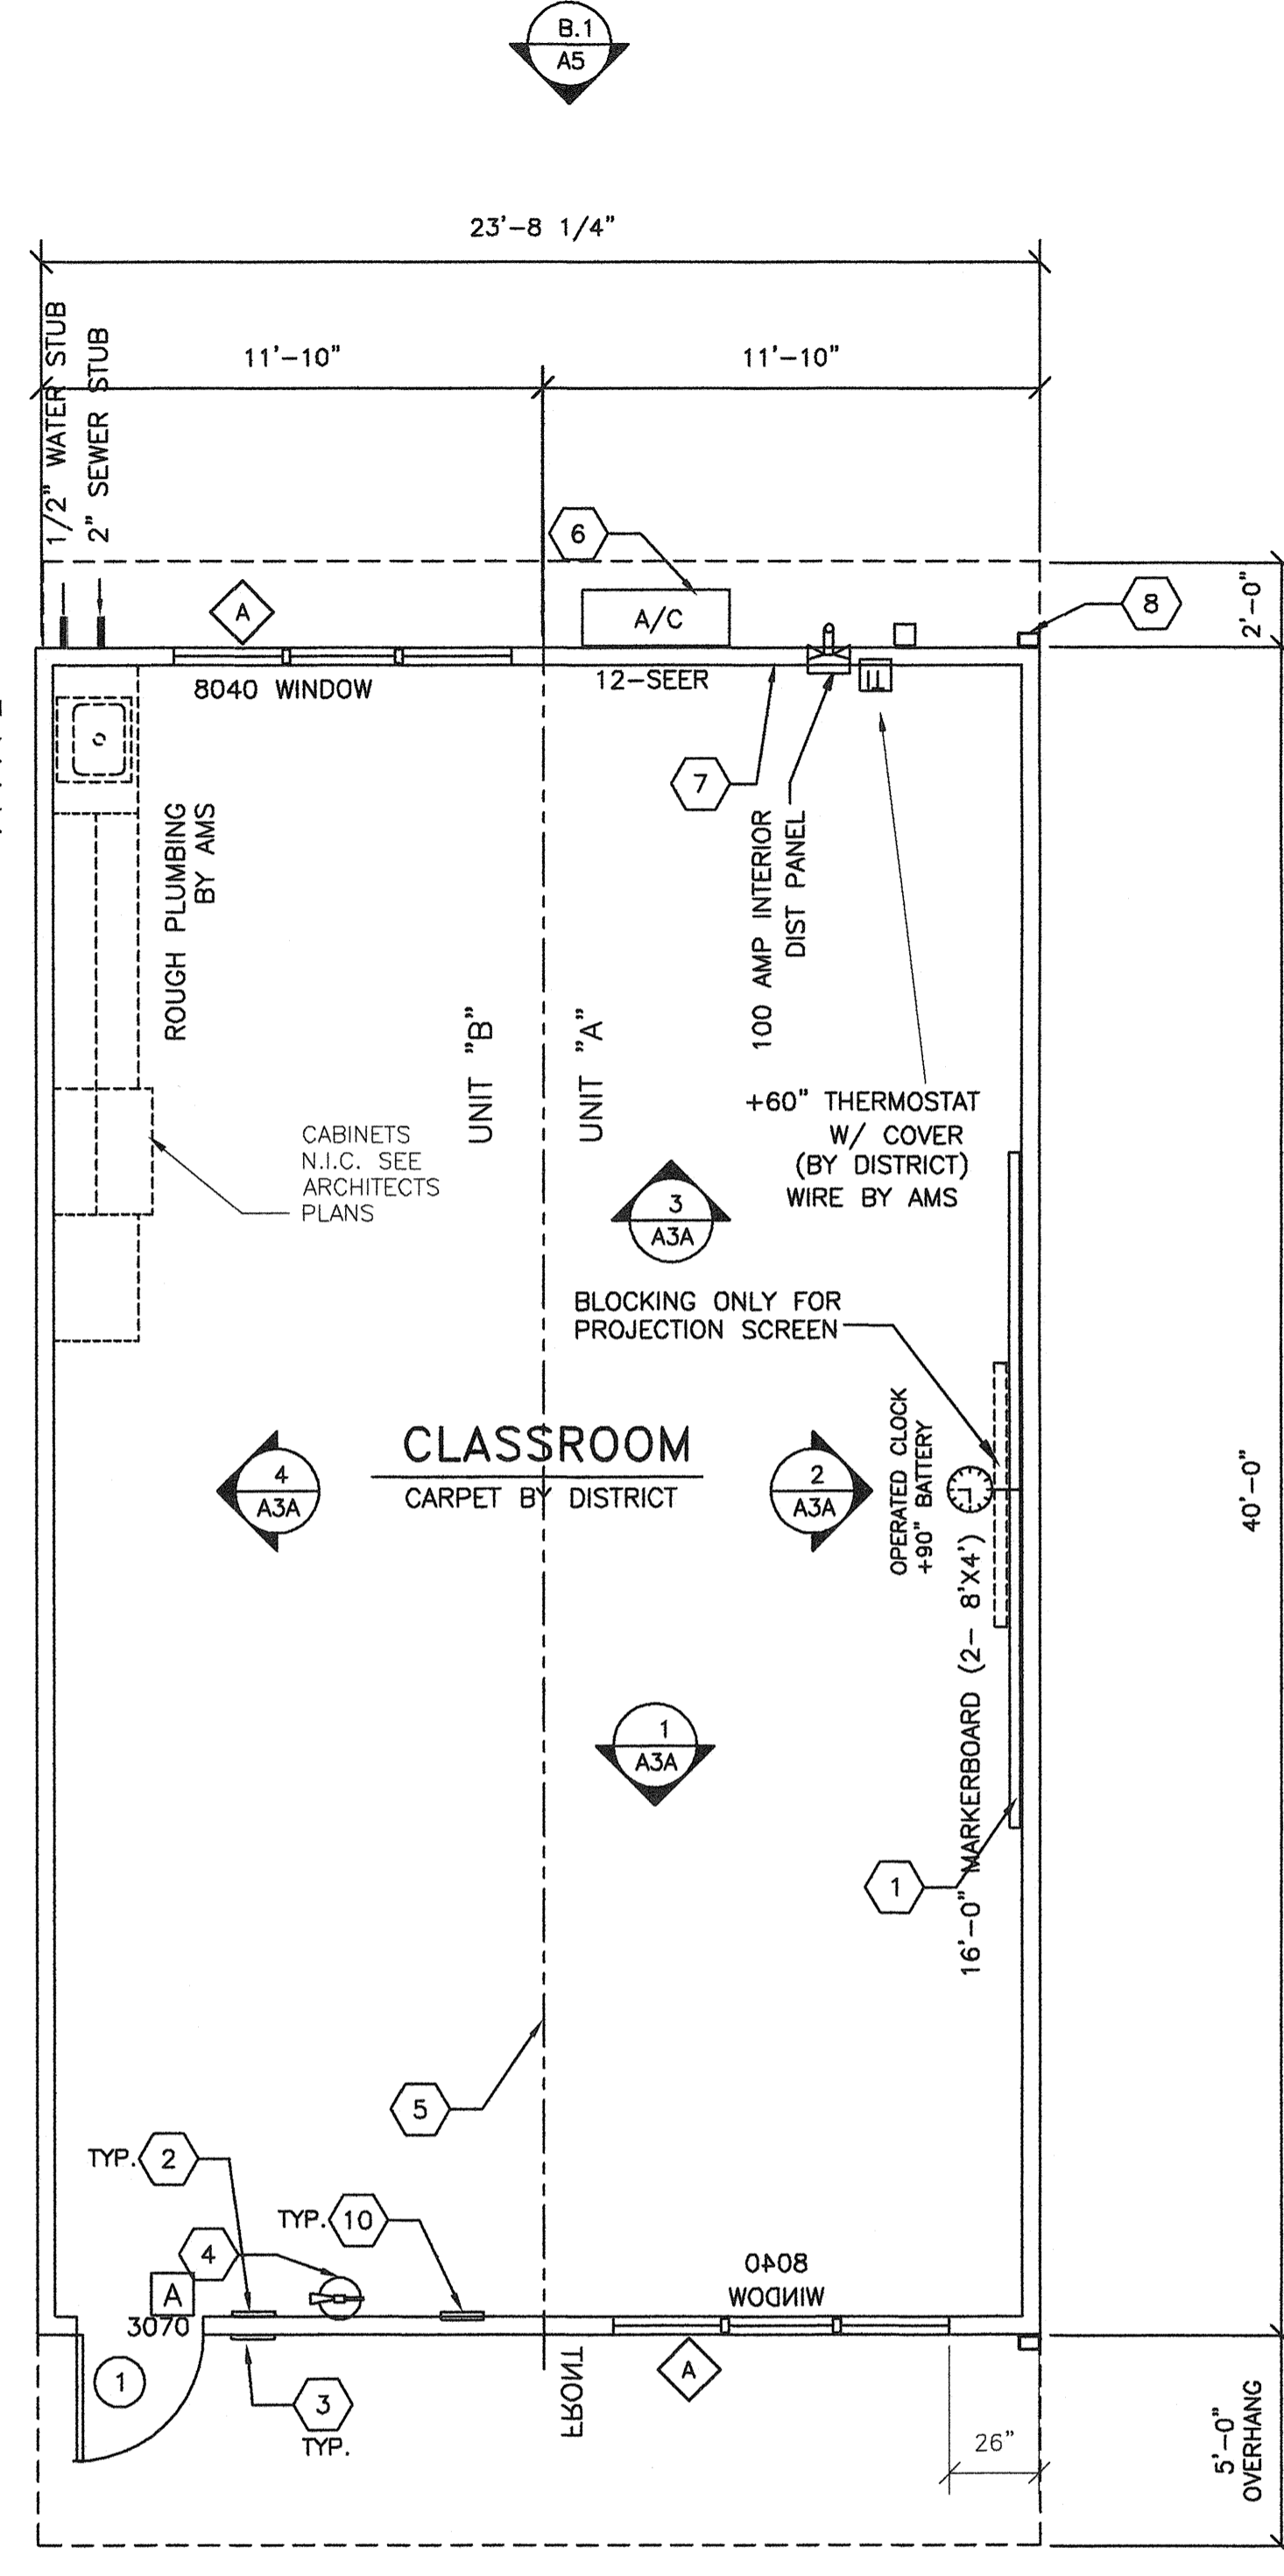 B.1
A5
23'-8 1/4"
11'-10"
11'-10"
1/2" WATER STUB
2" SEWER STUB
6
A
A/C
8
2'-0"
8040 WINDOW
12-SEER
7
ROUGH PLUMBING
BY AMS
100 AMP INTERIOR
DIST PANEL
UNIT "B"
UNIT "A"
+60" THERMOSTAT
W/ COVER
(BY DISTRICT)
WIRE BY AMS
CABINETS
N.I.C. SEE
ARCHITECTS
PLANS
3
A3A
BLOCKING ONLY FOR
PROJECTION SCREEN
CLASSROOM
CARPET BY DISTRICT
4
A3A
2
A3A
OPERATED CLOCK
+90" BATTERY
16'-0" MARKERBOARD (2- 8'X4')
40'-0"
1
A3A
1
5
TYP. 2
TYP. 10
4
A
3070
8040
WINDOW
1
3
TYP.
FRONT
A
26"
5'-0"
OVERHANG